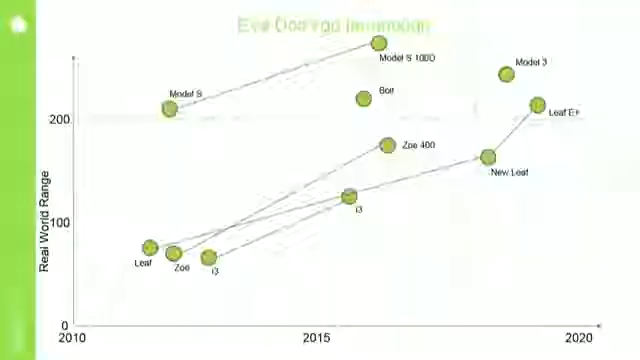 Model S 100D
Model 3
Model S
Bolt
Leaf E+
200
Zoe 400
New Leaf
Real World Range
i3
100
Leaf
Zoe
i3
0
2010
2015
2020